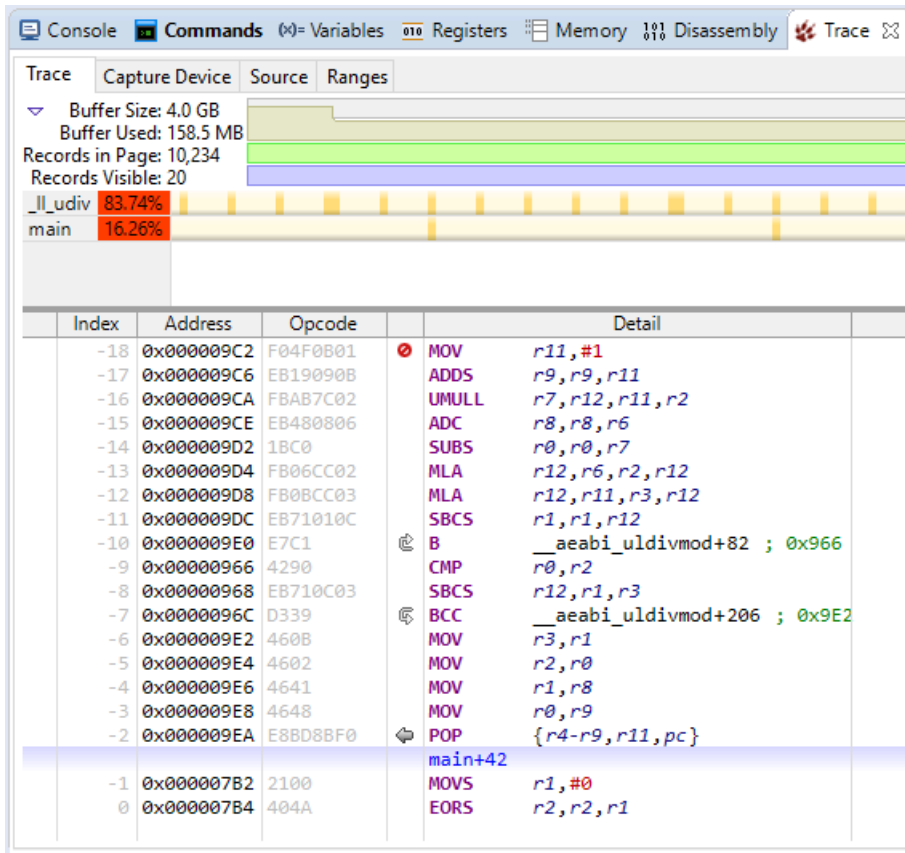 Console Commands (x)= Variables 010 Registers Memory Disassembly Trace
Trace Capture Device Source Ranges
Buffer Size: 4.0 GB
Buffer Used: 158.5 MB
Records in Page: 10,234
Records Visible: 20
_ll_udiv 83.74%
main 16.26%
Index Address Opcode Detail
-18 0x000009C2 F04F0B01 MOV r11,#1
-17 0x000009C6 EB19090B ADDS r9,r9,r11
-16 0x000009CA FBAB7C02 UMULL r7,r12,r11,r2
-15 0x000009CE EB480806 ADC r8,r8,r6
-14 0x000009D2 1BC0 SUBS r0,r0,r7
-13 0x000009D4 FB06CC02 MLA r12,r6,r2,r12
-12 0x000009D8 FB0BCC03 MLA r12,r11,r3,r12
-11 0x000009DC EB71010C SBCS r1,r1,r12
-10 0x000009E0 E7C1 B __aeabi_uldivmod+82 ; 0x966
-9 0x00000966 4290 CMP r0,r2
-8 0x00000968 EB710C03 SBCS r12,r1,r3
-7 0x0000096C D339 BCC __aeabi_uldivmod+206 ; 0x9E2
-6 0x000009E2 460B MOV r3,r1
-5 0x000009E4 4602 MOV r2,r0
-4 0x000009E6 4641 MOV r1,r8
-3 0x000009E8 4648 MOV r0,r9
-2 0x000009EA E8BD8BF0 POP {r4-r9,r11,pc}
main+42
-1 0x000007B2 2100 MOVS r1,#0
0 0x000007B4 404A EORS r2,r2,r1